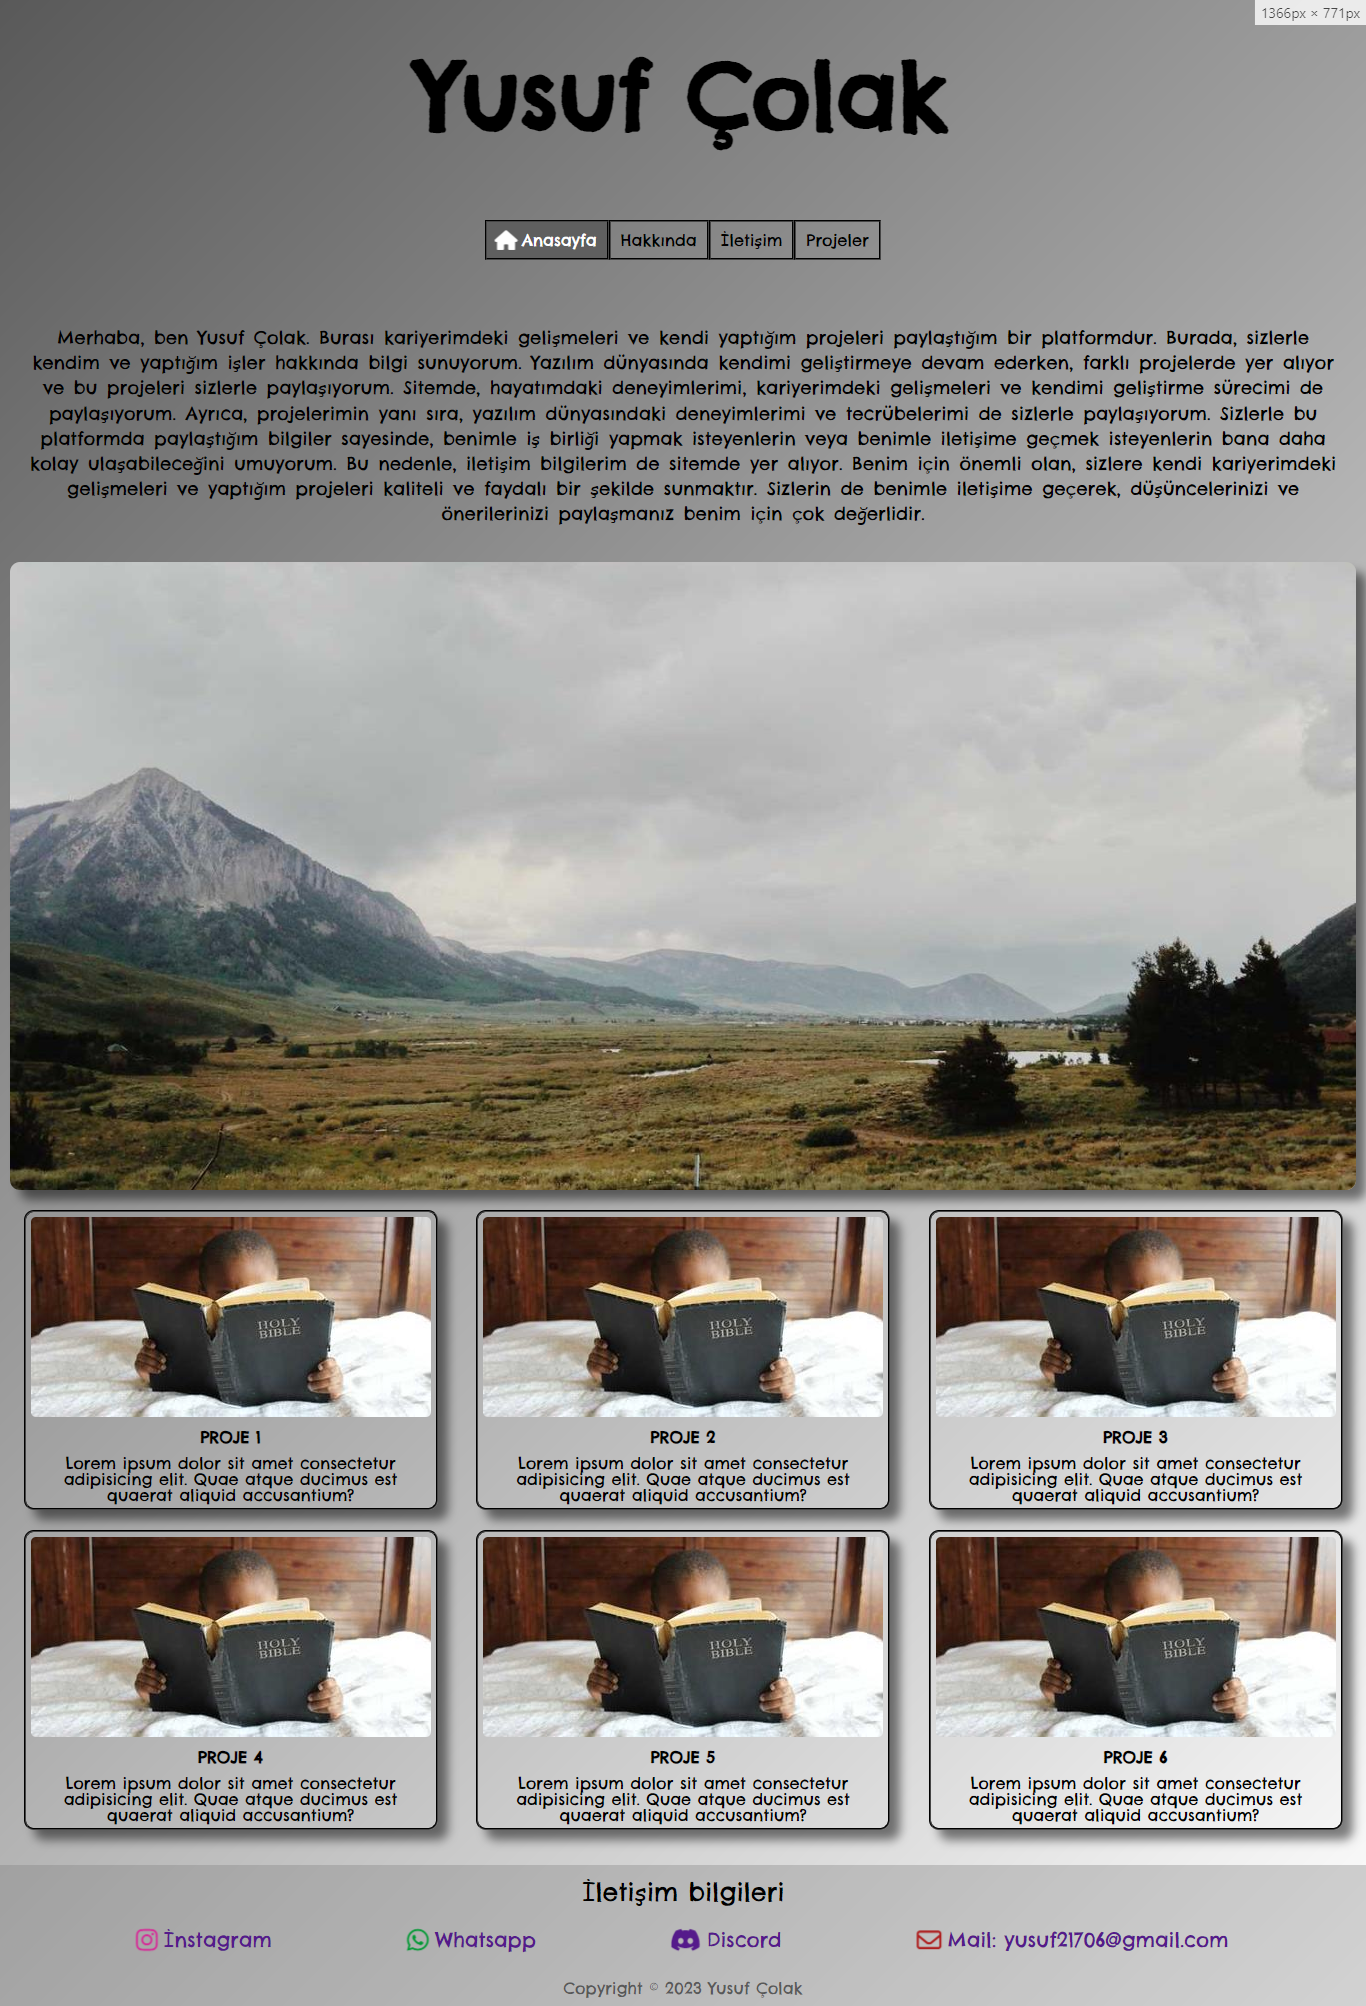 1366px × 771px
Yusuf Çolak
Anasayfa Hakkında İletişim Projeler
Merhaba, ben Yusuf Çolak. Burası kariyerimdeki gelişmeleri ve kendi yaptığım projeleri paylaştığım bir platformdur. Burada, sizlerle
kendim ve yaptığım işler hakkında bilgi sunuyorum. Yazılım dünyasında kendimi geliştirmeye devam ederken, farklı projelerde yer alıyor
ve bu projeleri sizlerle paylaşıyorum. Sitemde, hayatımdaki deneyimlerimi, kariyerimdeki gelişmeleri ve kendimi geliştirme sürecimi de
paylaşıyorum. Ayrıca, projelerimin yanı sıra, yazılım dünyasındaki deneyimlerimi ve tecrübelerimi de sizlerle paylaşıyorum. Sizlerle bu
platformda paylaştığım bilgiler sayesinde, benimle iş birliği yapmak isteyenlerin veya benimle iletişime geçmek isteyenlerin bana daha
kolay ulaşabileceğini umuyorum. Bu nedenle, iletişim bilgilerim de sitemde yer alıyor. Benim için önemli olan, sizlere kendi kariyerimdeki
gelişmeleri ve yaptığım projeleri kaliteli ve faydalı bir şekilde sunmaktır. Sizlerin de benimle iletişime geçerek, düşüncelerinizi ve
önerilerinizi paylaşmanız benim için çok değerlidir.
HOLY
BIBLE
PROJE 1
Lorem ipsum dolor sit amet consectetur
adipisicing elit. Quae atque ducimus est
quaerat aliquid accusantium?
HOLY
BIBLE
PROJE 2
Lorem ipsum dolor sit amet consectetur
adipisicing elit. Quae atque ducimus est
quaerat aliquid accusantium?
HOLY
BIBLE
PROJE 3
Lorem ipsum dolor sit amet consectetur
adipisicing elit. Quae atque ducimus est
quaerat aliquid accusantium?
HOLY
BIBLE
PROJE 4
Lorem ipsum dolor sit amet consectetur
adipisicing elit. Quae atque ducimus est
quaerat aliquid accusantium?
HOLY
BIBLE
PROJE 5
Lorem ipsum dolor sit amet consectetur
adipisicing elit. Quae atque ducimus est
quaerat aliquid accusantium?
HOLY
BIBLE
PROJE 6
Lorem ipsum dolor sit amet consectetur
adipisicing elit. Quae atque ducimus est
quaerat aliquid accusantium?
İletişim bilgileri
İnstagram Whatsapp Discord Mail: yusuf21706@gmail.com
Copyright © 2023 Yusuf Çolak